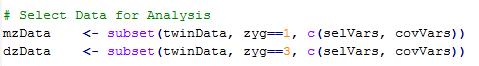 # Select Data for Analysis
mzData    <- subset(twinData, zyg==1, c(selVars, covVars))
dzData    <- subset(twinData, zyg==3, c(selVars, covVars))